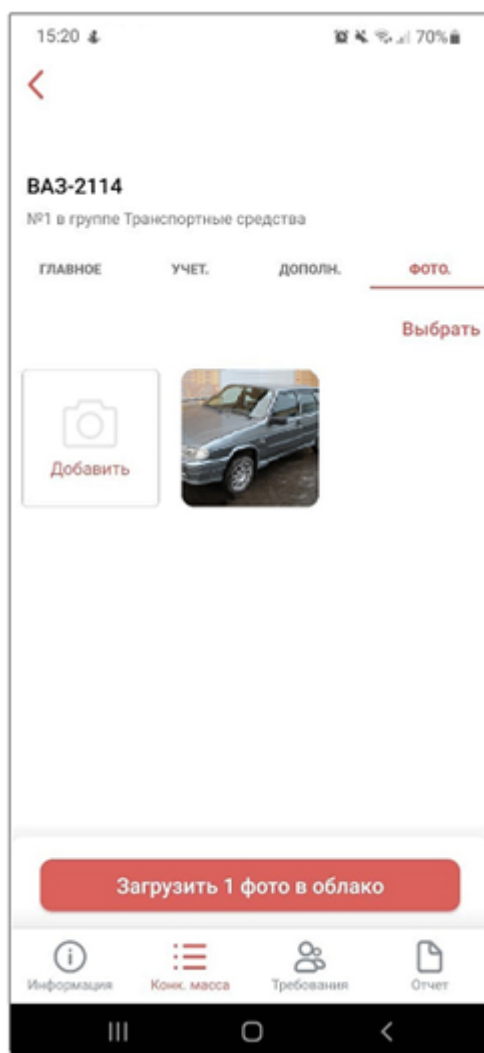 15:20 70%
ВАЗ-2114
№1 в группе Транспортные средства
ГЛАВНОЕ УЧЕТ. ДОПОЛН. ФОТО.
Выбрать
Добавить
Загрузить 1 фото в облако
Информация Конк. масса Требования Отчет